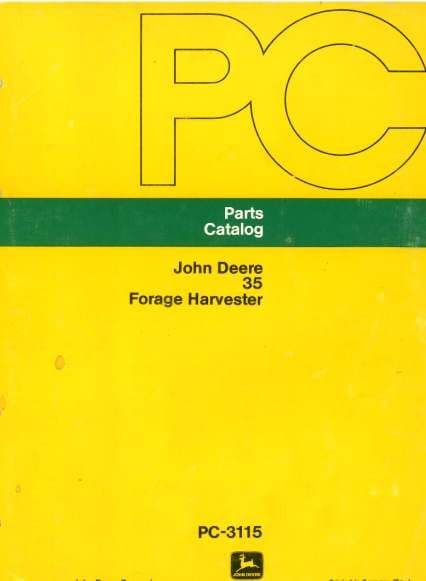 PC
Parts
Catalog
John Deere
35
Forage Harvester
PC-3115
JOHN DEERE